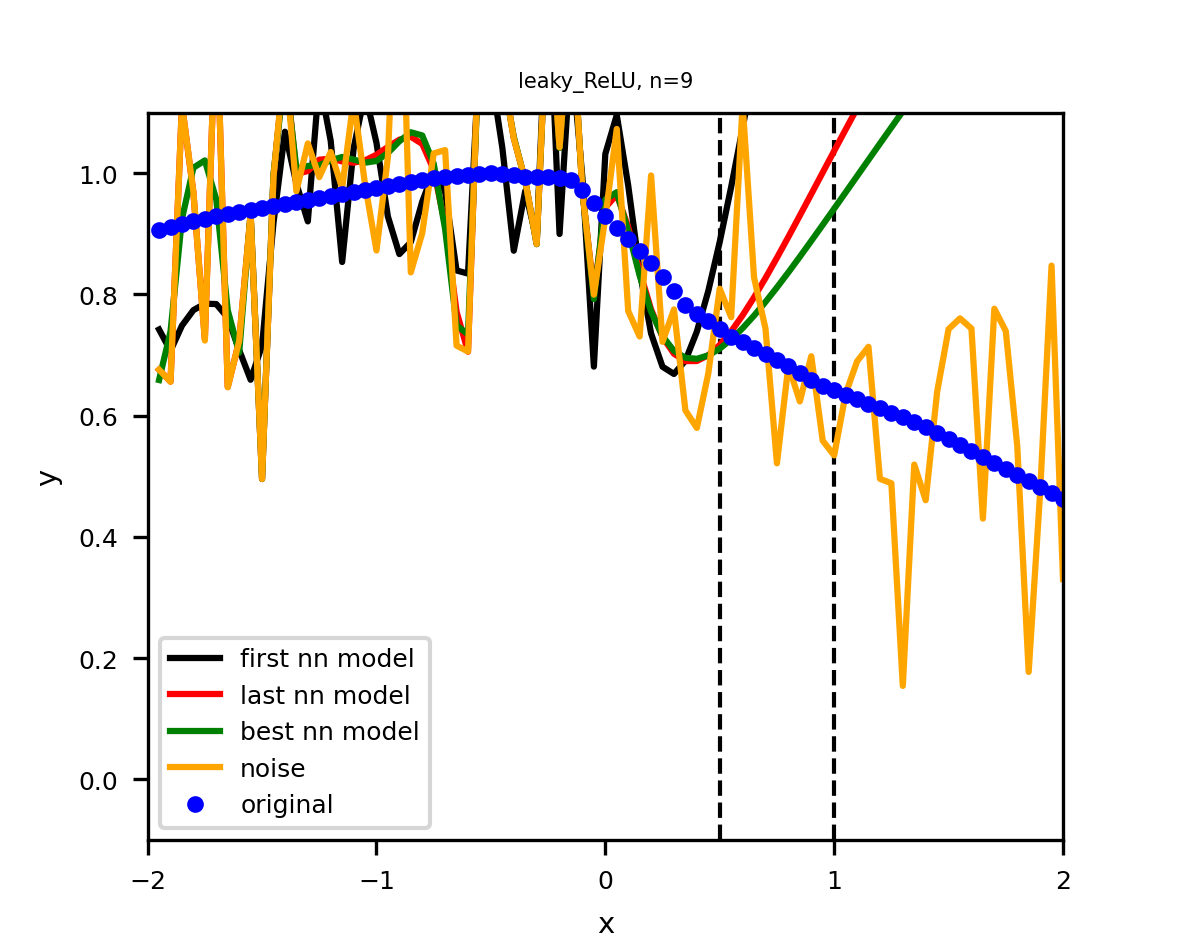 leaky_ReLU, n=9
1.0
0.8
0.6
0.4
0.2
0.0
y
first nn model
last nn model
best nn model
noise
original
−2
−1
0
1
2
x